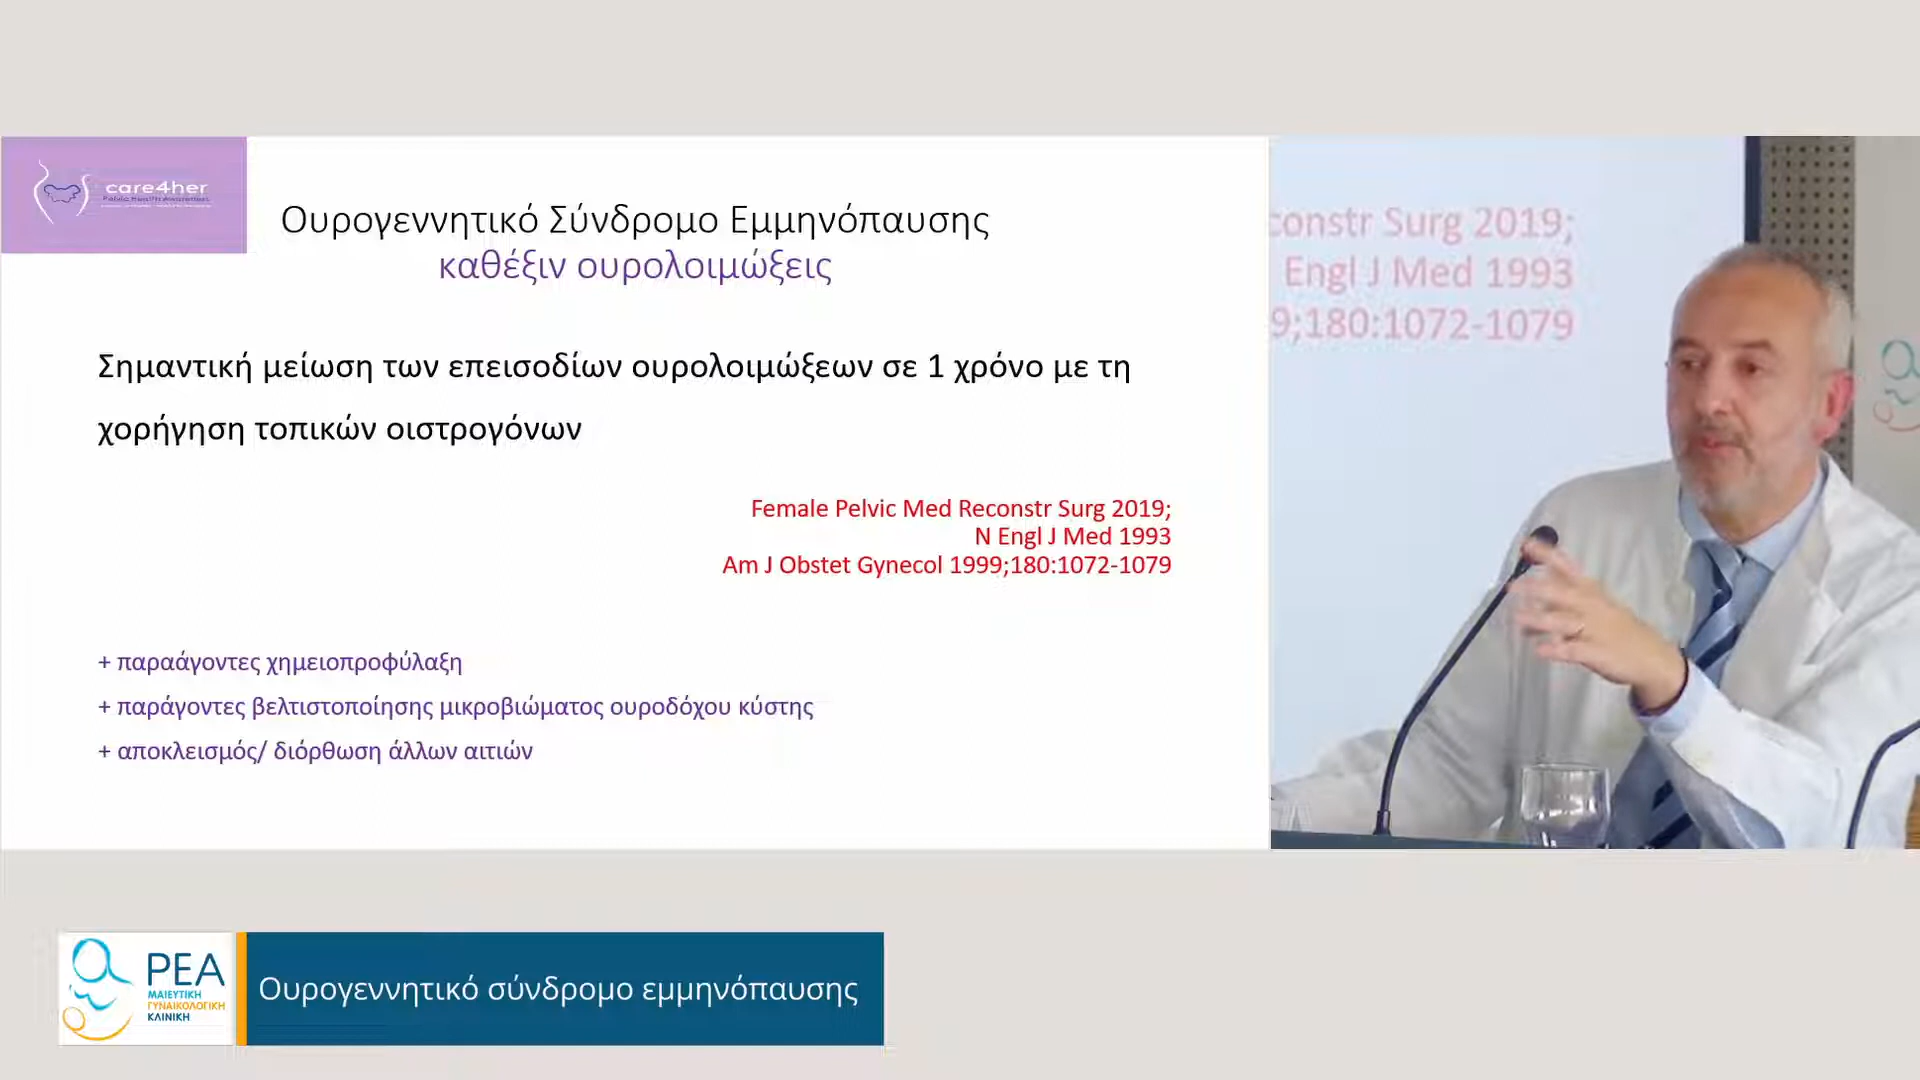 care4her
Ουρογεννητικό Σύνδρομο Εμμηνόπαυσης
καθέξιν ουρολοιμώξεις
Σημαντική μείωση των επεισοδίων ουρολοιμώξεων σε 1 χρόνο με τη
χορήγηση τοπικών οιστρογόνων
Female Pelvic Med Reconstr Surg 2019;
N Engl J Med 1993
Am J Obstet Gynecol 1999;180:1072-1079
+ παραάγοντες χημειοπροφύλαξη
+ παράγοντες βελτιστοποίησης μικροβιώματος ουροδόχου κύστης
+ αποκλεισμός/ διόρθωση άλλων αιτιών
constr Surg 2019;
Engl J Med 1993
9;180:1072-1079
ΡΕΑ
ΜΑΙΕΥΤΙΚΗ
ΓΥΝΑΙΚΟΛΟΓΙΚΗ
ΚΛΙΝΙΚΗ
Ουρογεννητικό σύνδρομο εμμηνόπαυσης